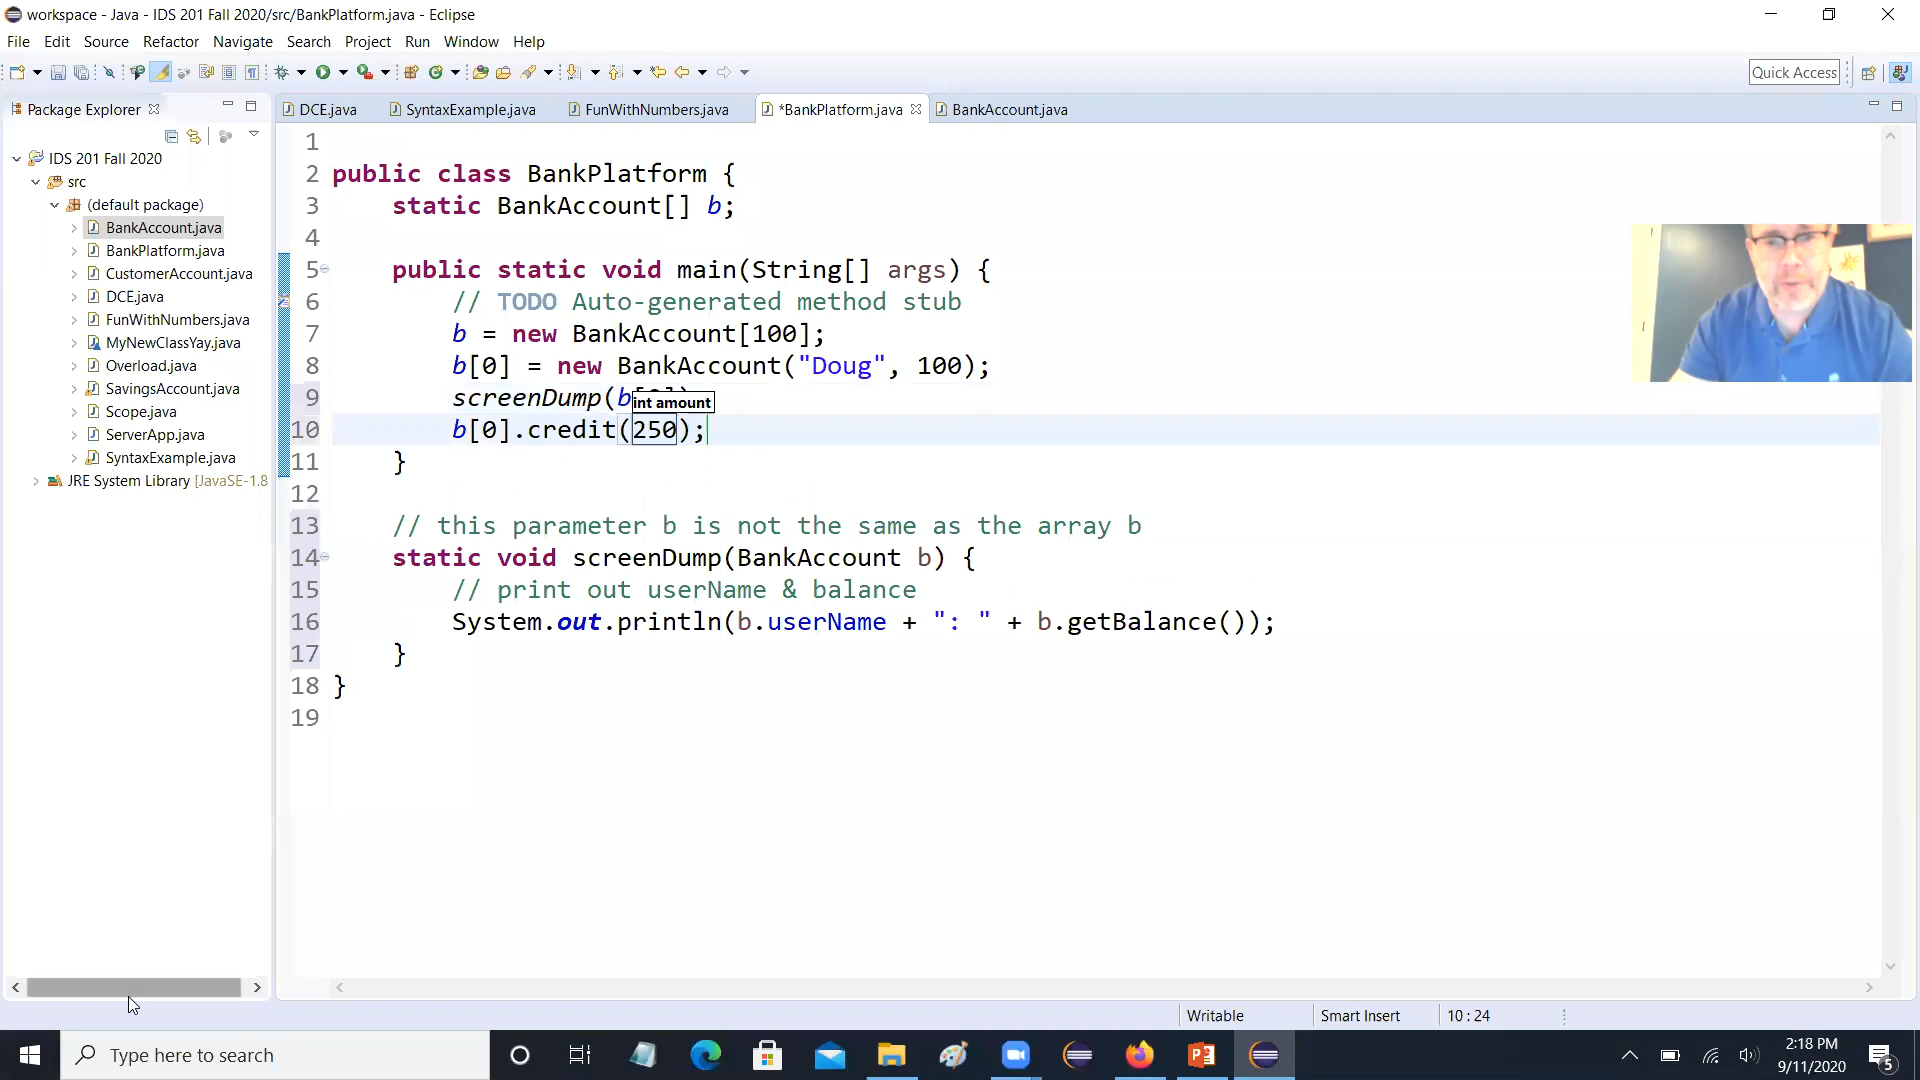 workspace - Java - IDS 201 Fall 2020/src/BankPlatform.java - Eclipse
File Edit Source Refactor Navigate Search Project Run Window Help
Quick Access
Package Explorer
DCE.java SyntaxExample.java FunWithNumbers.java *BankPlatform.java BankAccount.java
IDS 201 Fall 2020
src
(default package)
BankAccount.java
BankPlatform.java
CustomerAccount.java
DCE.java
FunWithNumbers.java
MyNewClassYay.java
Overload.java
SavingsAccount.java
Scope.java
ServerApp.java
SyntaxExample.java
JRE System Library [JavaSE-1.8
1
2 public class BankPlatform {
3 static BankAccount[] b;
4
5 public static void main(String[] args) {
6 // TODO Auto-generated method stub
7 b = new BankAccount[100];
8 b[0] = new BankAccount("Doug", 100);
9 screenDump(b
int amount
10 b[0].credit(250);
11 }
12
13 // this parameter b is not the same as the array b
14 static void screenDump(BankAccount b) {
15 // print out userName & balance
16 System.out.println(b.userName + ": " + b.getBalance());
17 }
18 }
19
Writable Smart Insert 10 : 24
Type here to search
2:18 PM
9/11/2020
5